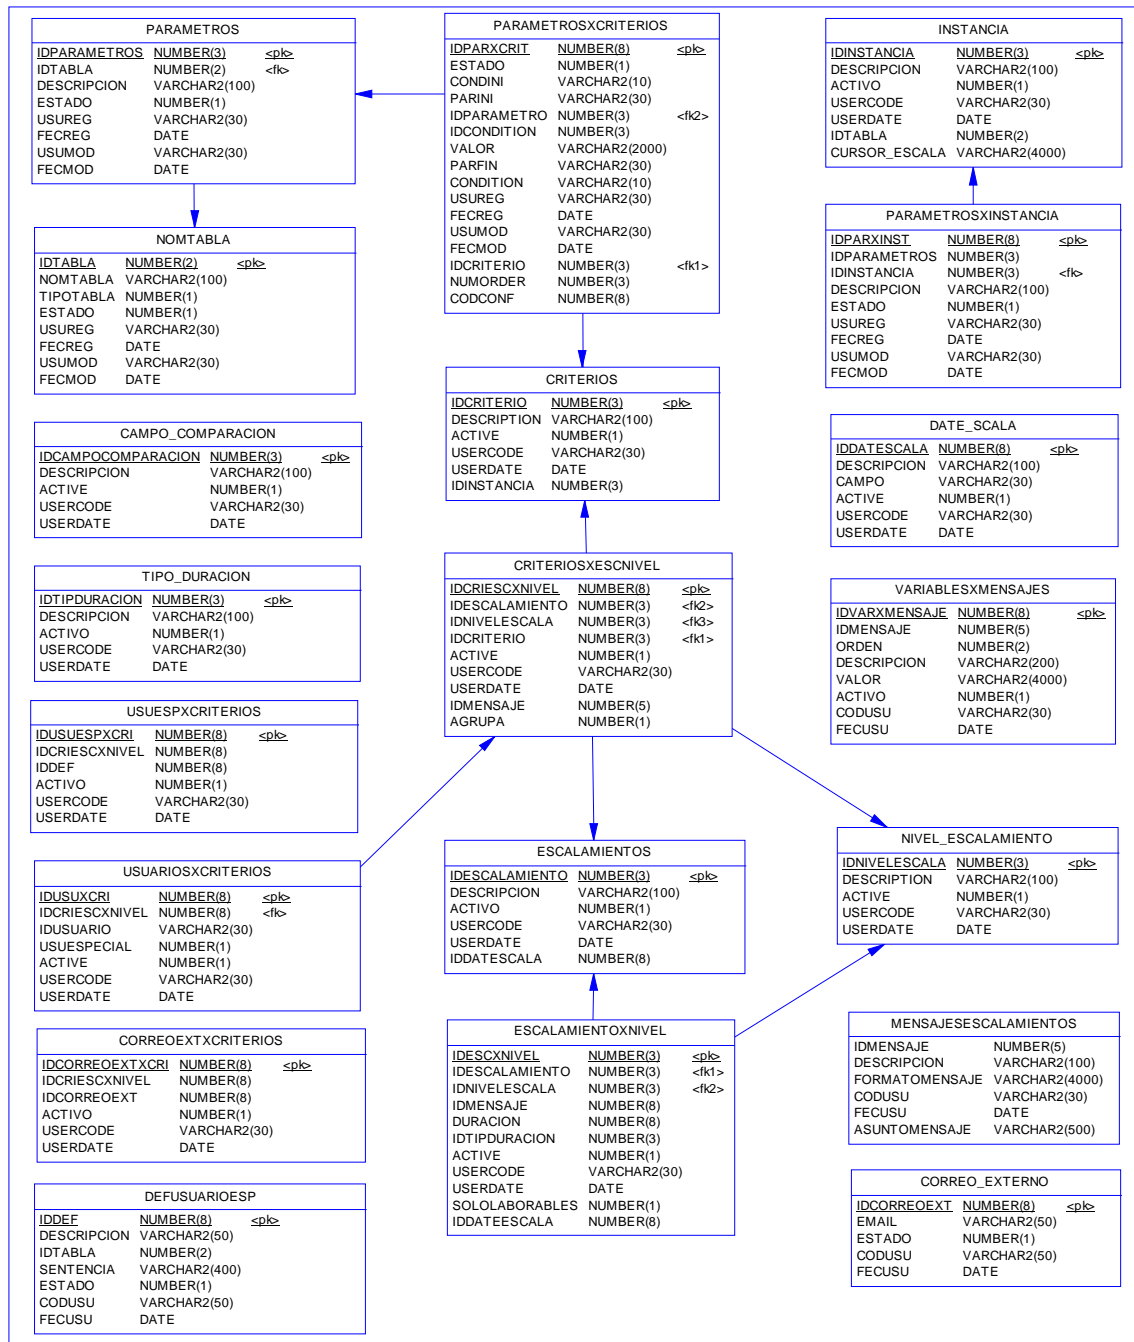 PARAMETROS
IDPARAMETROS NUMBER(3) <pk>
IDTABLA NUMBER(2) <fk>
DESCRIPCION VARCHAR2(100)
ESTADO NUMBER(1)
USUREG VARCHAR2(30)
FECREG DATE
USUMOD VARCHAR2(30)
FECMOD DATE
PARAMETROSXCRITERIOS
IDPARXCRIT NUMBER(8) <pk>
ESTADO NUMBER(1)
CONDINI VARCHAR2(10)
PARINI VARCHAR2(30)
IDPARAMETRO NUMBER(3) <fk2>
IDCONDITION NUMBER(3)
VALOR VARCHAR2(2000)
PARFIN VARCHAR2(30)
CONDITION VARCHAR2(10)
USUREG VARCHAR2(30)
FECREG DATE
USUMOD VARCHAR2(30)
FECMOD DATE
IDCRITERIO NUMBER(3) <fk1>
NUMORDER NUMBER(3)
CODCONF NUMBER(8)
INSTANCIA
IDINSTANCIA NUMBER(3) <pk>
DESCRIPCION VARCHAR2(100)
ACTIVO NUMBER(1)
USERCODE VARCHAR2(30)
USERDATE DATE
IDTABLA NUMBER(2)
CURSOR_ESCALA VARCHAR2(4000)
NOMTABLA
IDTABLA NUMBER(2) <pk>
NOMTABLA VARCHAR2(100)
TIPOTABLA NUMBER(1)
ESTADO NUMBER(1)
USUREG VARCHAR2(30)
FECREG DATE
USUMOD VARCHAR2(30)
FECMOD DATE
PARAMETROSXINSTANCIA
IDPARXINST NUMBER(8) <pk>
IDPARAMETROS NUMBER(3)
IDINSTANCIA NUMBER(3) <fk>
DESCRIPCION VARCHAR2(100)
ESTADO NUMBER(1)
USUREG VARCHAR2(30)
FECREG DATE
USUMOD VARCHAR2(30)
FECMOD DATE
CRITERIOS
IDCRITERIO NUMBER(3) <pk>
DESCRIPTION VARCHAR2(100)
ACTIVE NUMBER(1)
USERCODE VARCHAR2(30)
USERDATE DATE
IDINSTANCIA NUMBER(3)
CAMPO_COMPARACION
IDCAMPOCOMPARACION NUMBER(3) <pk>
DESCRIPCION VARCHAR2(100)
ACTIVE NUMBER(1)
USERCODE VARCHAR2(30)
USERDATE DATE
DATE_SCALA
IDDATESCALA NUMBER(8) <pk>
DESCRIPCION VARCHAR2(100)
CAMPO VARCHAR2(30)
ACTIVE NUMBER(1)
USERCODE VARCHAR2(30)
USERDATE DATE
CRITERIOSXESCNIVEL
IDCRIESCXNIVEL NUMBER(8) <pk>
IDESCALAMIENTO NUMBER(3) <fk2>
IDNIVELESCALA NUMBER(3) <fk3>
IDCRITERIO NUMBER(3) <fk1>
ACTIVE NUMBER(1)
USERCODE VARCHAR2(30)
USERDATE DATE
IDMENSAJE NUMBER(5)
AGRUPA NUMBER(1)
TIPO_DURACION
IDTIPDURACION NUMBER(3) <pk>
DESCRIPCION VARCHAR2(100)
ACTIVO NUMBER(1)
USERCODE VARCHAR2(30)
USERDATE DATE
VARIABLESXMENSAJES
IDVARXMENSAJE NUMBER(8) <pk>
IDMENSAJE NUMBER(5)
ORDEN NUMBER(2)
DESCRIPCION VARCHAR2(200)
VALOR VARCHAR2(4000)
ACTIVO NUMBER(1)
CODUSU VARCHAR2(30)
FECUSU DATE
USUESPXCRITERIOS
IDUSUESPXCRI NUMBER(8) <pk>
IDCRIESCXNIVEL NUMBER(8)
IDDEF NUMBER(8)
ACTIVO NUMBER(1)
USERCODE VARCHAR2(30)
USERDATE DATE
NIVEL_ESCALAMIENTO
IDNIVELESCALA NUMBER(3) <pk>
DESCRIPTION VARCHAR2(100)
ACTIVE NUMBER(1)
USERCODE VARCHAR2(30)
USERDATE DATE
ESCALAMIENTOS
IDESCALAMIENTO NUMBER(3) <pk>
DESCRIPCION VARCHAR2(100)
ACTIVO NUMBER(1)
USERCODE VARCHAR2(30)
USERDATE DATE
IDDATESCALA NUMBER(8)
USUARIOSXCRITERIOS
IDUSUXCRI NUMBER(8) <pk>
IDCRIESCXNIVEL NUMBER(8) <fk>
IDUSUARIO VARCHAR2(30)
USUESPECIAL NUMBER(1)
ACTIVE NUMBER(1)
USERCODE VARCHAR2(30)
USERDATE DATE
MENSAJESESCALAMIENTOS
IDMENSAJE NUMBER(5)
DESCRIPCION VARCHAR2(100)
FORMATOMENSAJE VARCHAR2(4000)
CODUSU VARCHAR2(30)
FECUSU DATE
ASUNTOMENSAJE VARCHAR2(500)
ESCALAMIENTOXNIVEL
IDESCXNIVEL NUMBER(3) <pk>
IDESCALAMIENTO NUMBER(3) <fk1>
IDNIVELESCALA NUMBER(3) <fk2>
IDMENSAJE NUMBER(8)
DURACION NUMBER(8)
IDTIPDURACION NUMBER(3)
ACTIVE NUMBER(1)
USERCODE VARCHAR2(30)
USERDATE DATE
SOLOLABORABLES NUMBER(1)
IDDATEESCALA NUMBER(8)
CORREOEXTXCRITERIOS
IDCORREOEXTXCRI NUMBER(8) <pk>
IDCRIESCXNIVEL NUMBER(8)
IDCORREOEXT NUMBER(8)
ACTIVO NUMBER(1)
USERCODE VARCHAR2(30)
USERDATE DATE
CORREO_EXTERNO
IDCORREOEXT NUMBER(8) <pk>
EMAIL VARCHAR2(50)
ESTADO NUMBER(1)
CODUSU VARCHAR2(50)
FECUSU DATE
DEFUSUARIOESP
IDDEF NUMBER(8) <pk>
DESCRIPCION VARCHAR2(50)
IDTABLA NUMBER(2)
SENTENCIA VARCHAR2(400)
ESTADO NUMBER(1)
CODUSU VARCHAR2(50)
FECUSU DATE